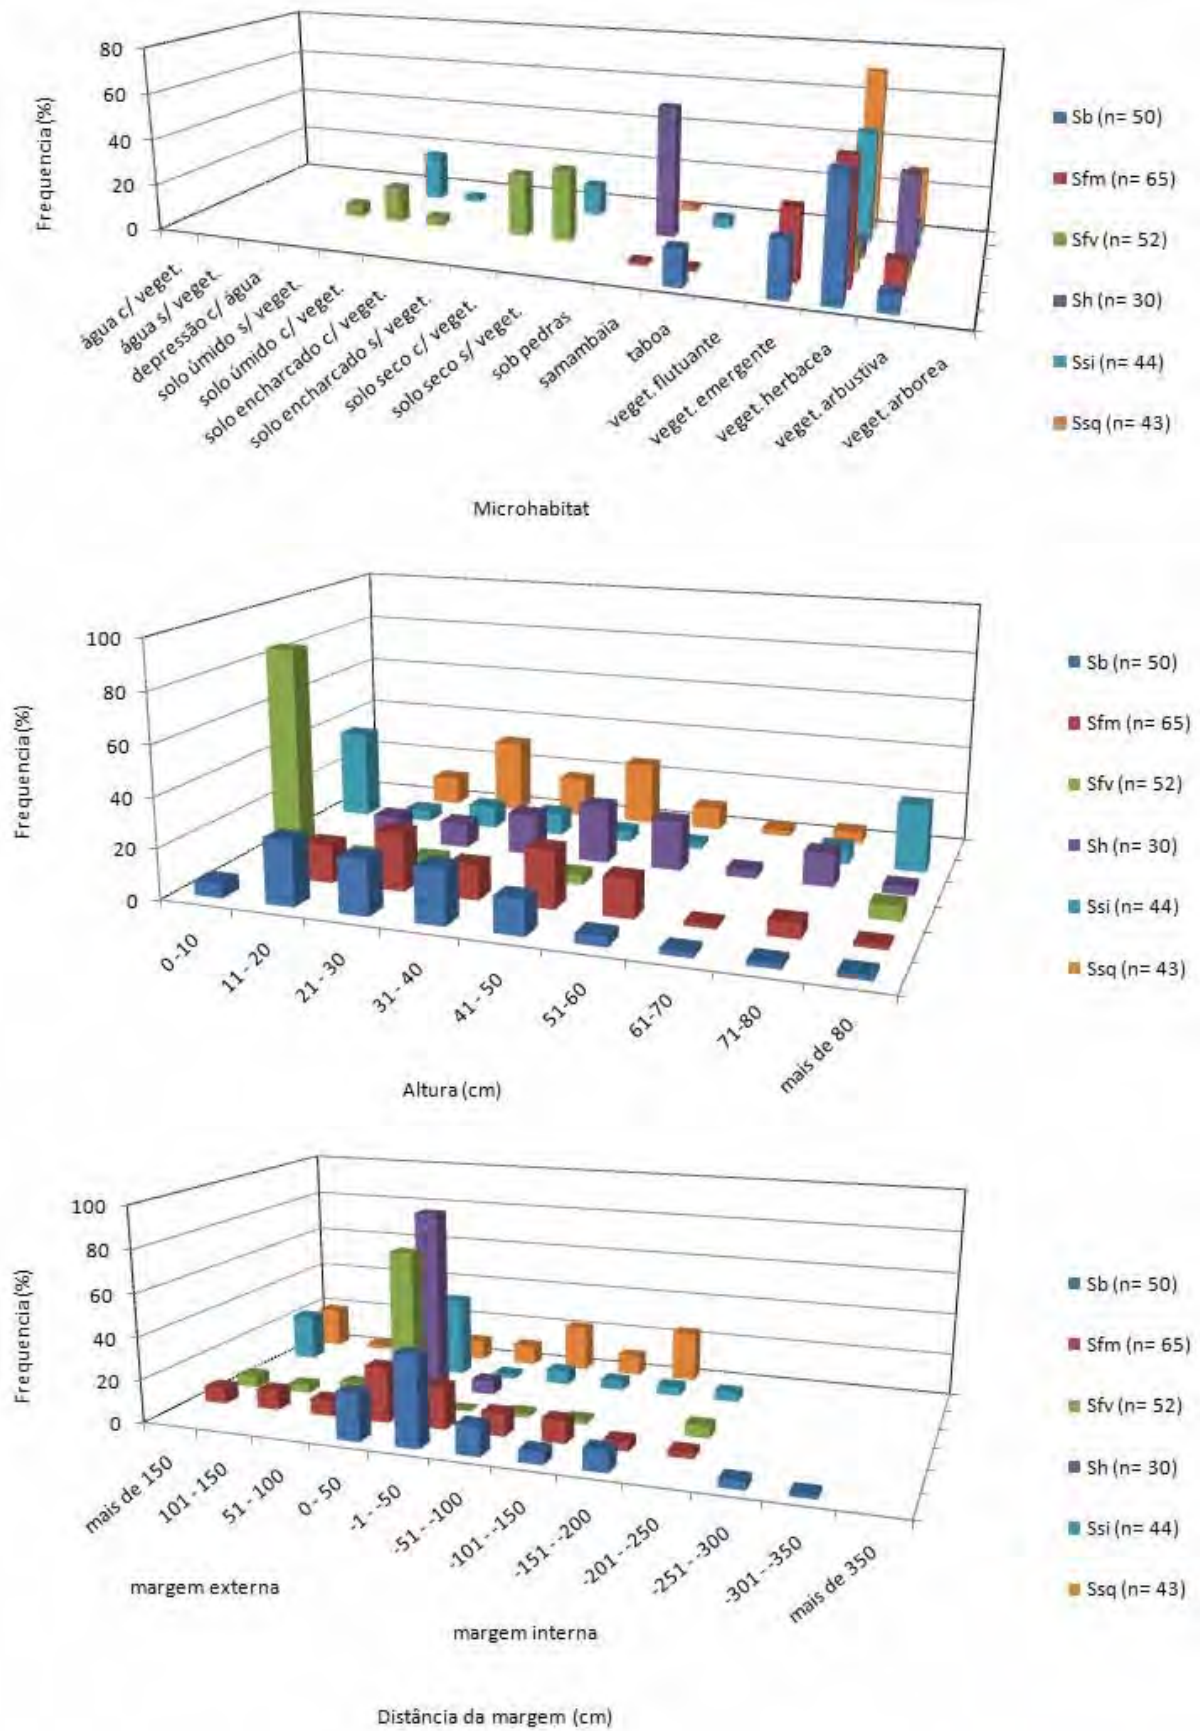 80
60
40
20
0
Frequencia(%)
água c/ veget.
água s/ veget.
depressão c/ água
solo úmido s/ veget.
solo úmido c/ veget.
solo encharcado c/ veget.
solo encharcado s/ veget.
solo seco c/ veget.
solo seco s/ veget.
sob pedras
samambaia
taboa
veget. flutuante
veget. emergente
veget. herbacea
veget. arbustiva
veget. arborea
Microhabitat
Sb (n= 50)
Sfm (n= 65)
Sfv (n= 52)
Sh (n= 30)
Ssi (n= 44)
Ssq (n= 43)
100
80
60
40
20
0
Frequencia(%)
0 -10
11 - 20
21 - 30
31 - 40
41 - 50
51-60
61-70
71-80
mais de 80
Altura (cm)
Sb (n= 50)
Sfm (n= 65)
Sfv (n= 52)
Sh (n= 30)
Ssi (n= 44)
Ssq (n= 43)
100
80
60
40
20
0
Frequencia(%)
mais de 150
101 - 150
51 - 100
0 - 50
-1 - -50
-51 - -100
-101 - -150
-151 - -200
-201 - -250
-251 - -300
-301 - -350
mais de 350
margem externa
margem interna
Distância da margem (cm)
Sb (n= 50)
Sfm (n= 65)
Sfv (n= 52)
Sh (n= 30)
Ssi (n= 44)
Ssq (n= 43)